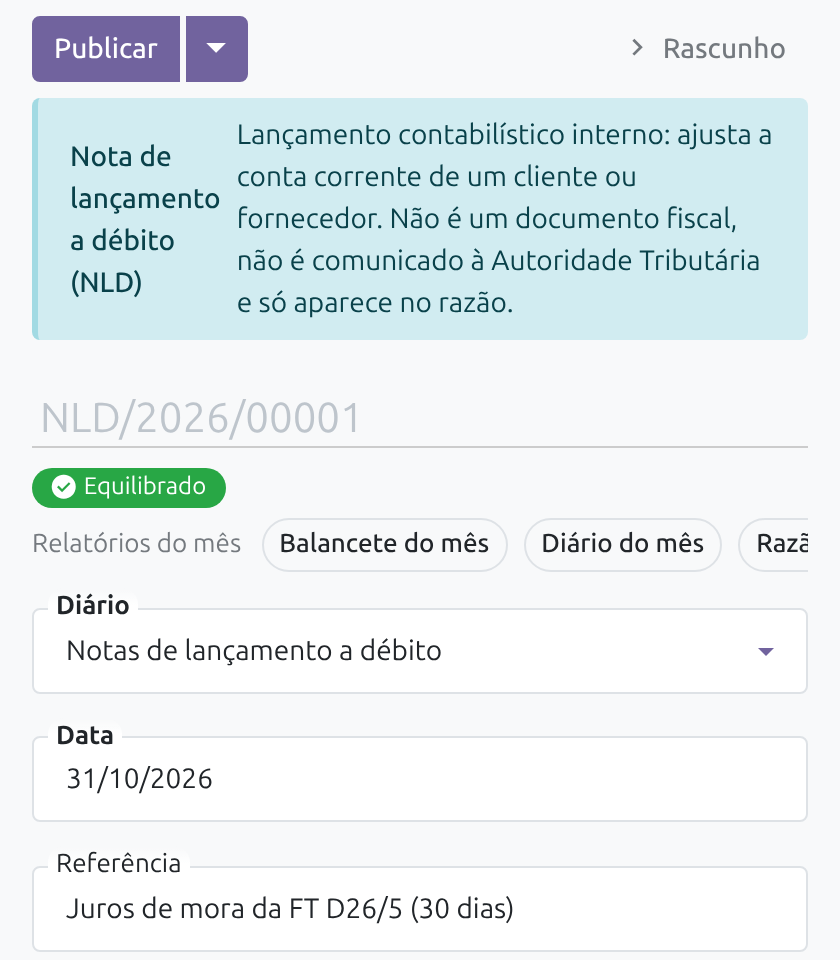 Publicar
Rascunho
Nota de
lançamento
a débito
(NLD)
Lançamento contabilístico interno: ajusta a
conta corrente de um cliente ou
fornecedor. Não é um documento fiscal,
não é comunicado à Autoridade Tributária
e só aparece no razão.
NLD/2026/00001
Equilibrado
Relatórios do mês
Balancete do mês
Diário do mês
Diário
Notas de lançamento a débito
Data
31/10/2026
Referência
Juros de mora da FT D26/5 (30 dias)